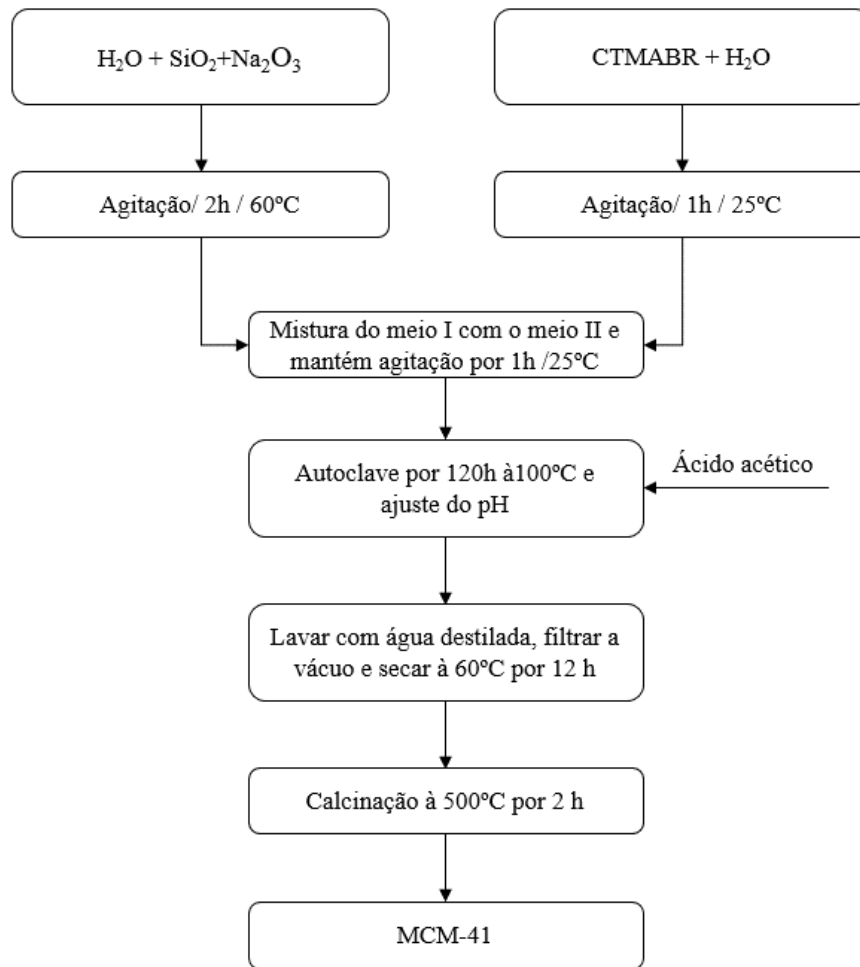 H₂O + SiO₂+Na₂O₃
CTMABR + H₂O
Agitação/ 2h / 60ºC
Agitação/ 1h / 25ºC
Mistura do meio I com o meio II e
mantém agitação por 1h /25ºC
Autoclave por 120h à100ºC e
ajuste do pH
Ácido acético
Lavar com água destilada, filtrar a
vácuo e secar à 60ºC por 12 h
Calcinação à 500ºC por 2 h
MCM-41